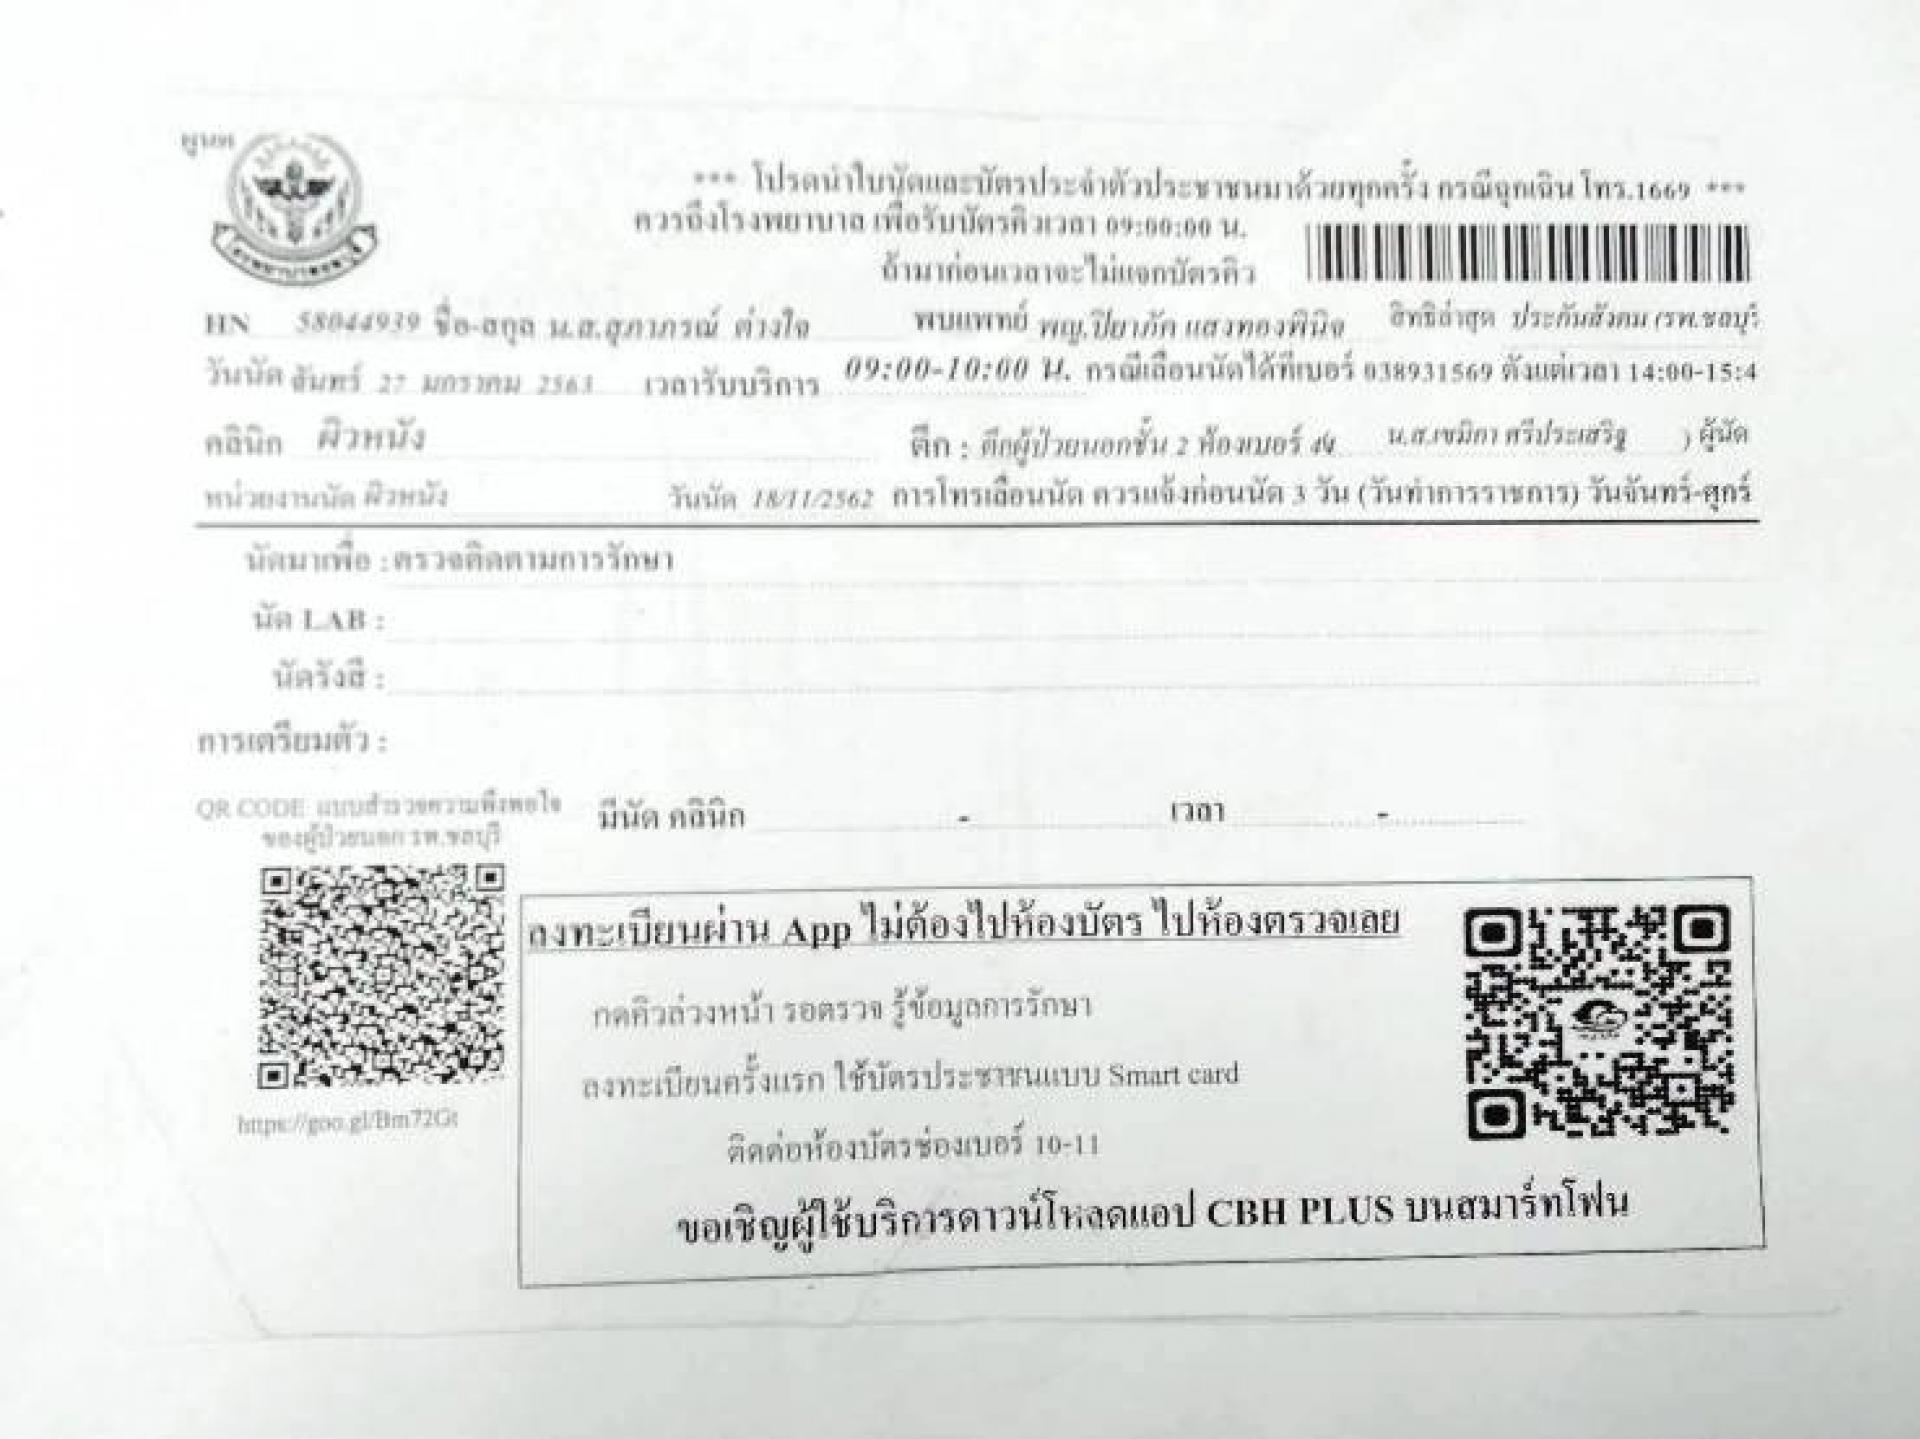 *** โปรดนำใบนัดและบัตรประจำตัวประชาชนมาด้วยทุกครั้ง กรณีฉุกเฉิน โทร.1669 ***
ควรถึงโรงพยาบาล เพื่อรับบัตรคิวเวลา 09:00:00 น.
ถ้ามาก่อนเวลาจะไม่แจกบัตรคิว
HN 58044939 ชื่อ-สกุล น.ส.สุภาภรณ์ ต่างใจ พบแพทย์ พญ.ปิยาภัค แสงทองพินิจ สิทธิล่าสุด ประกันสังคม (รพ.ชลบุรี
วันนัด จันทร์ 27 มกราคม 2563 เวลารับบริการ 09:00-10:00 น. กรณีเลื่อนนัดได้ที่เบอร์ 038931569 ตั้งแต่เวลา 14:00-15:4
คลินิก ผิวหนัง ตึก : ตึกผู้ป่วยนอกชั้น 2 ห้องเบอร์ น.ส.เขมิกา ศรีประเสริฐ ) ผู้นัด
หน่วยงานนัด ผิวหนัง วันนัด 18/11/2562 การโทรเลื่อนนัด ควรแจ้งก่อนนัด 3 วัน (วันทำการราชการ) วันจันทร์-ศุกร์
นัดมาเพื่อ : ตรวจติดตามการรักษา
นัด LAB :
นัดรังสี :
การเตรียมตัว :
QR CODE แบบสำรวจความพึงพอใจ
ของผู้ป่วยนอก รพ.ชลบุรี
มีนัด คลินิก - เวลา -
https://goo.gl/Bm72Gt
ลงทะเบียนผ่าน App ไม่ต้องไปห้องบัตร ไปห้องตรวจเลย
กดคิวล่วงหน้า รอตรวจ รู้ข้อมูลการรักษา
ลงทะเบียนครั้งแรก ใช้บัตรประชาชนแบบ Smart card
ติดต่อห้องบัตรช่องเบอร์ 10-11
ขอเชิญผู้ใช้บริการดาวน์โหลดแอป CBH PLUS บนสมาร์ทโฟน